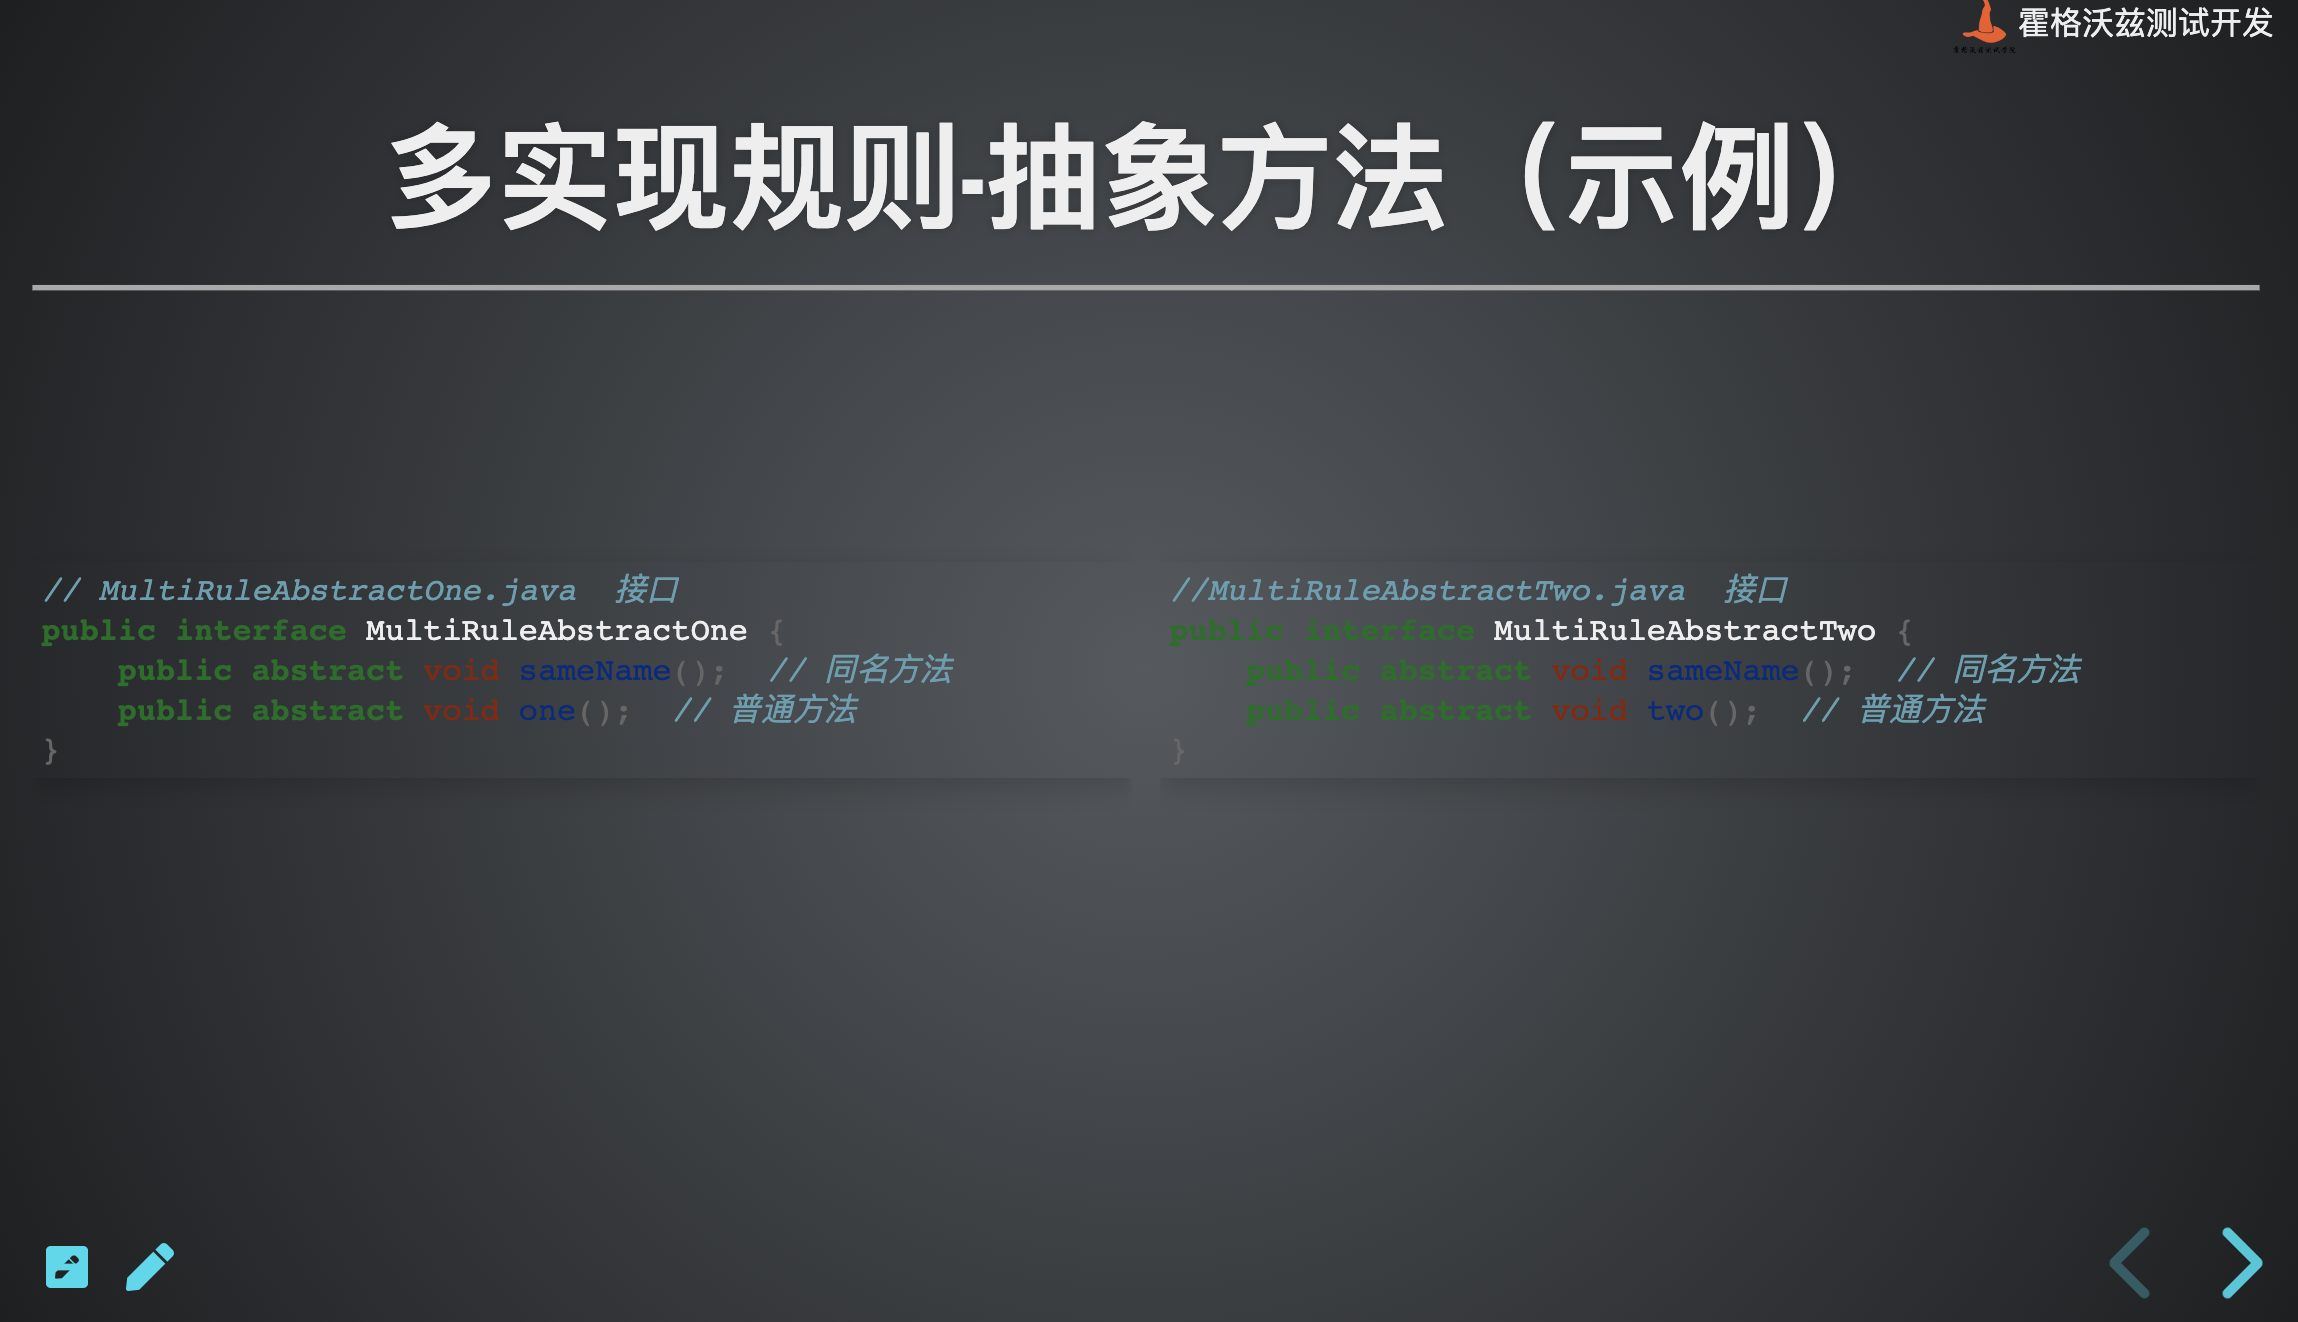 霍格沃兹测试开发
多实现规则-抽象方法（示例）
// MultiRuleAbstractOne.java  接口
public interface MultiRuleAbstractOne {
    public abstract void sameName();  // 同名方法
    public abstract void one();  // 普通方法
}
//MultiRuleAbstractTwo.java  接口
public interface MultiRuleAbstractTwo {
    public abstract void sameName();  // 同名方法
    public abstract void two();  // 普通方法
}